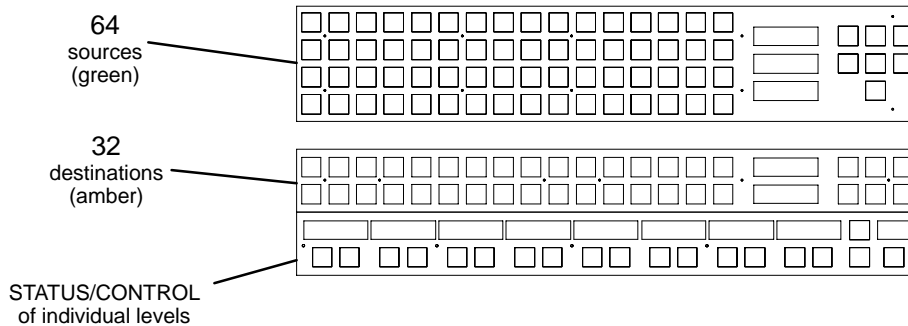 64
sources
(green)
32
destinations
(amber)
STATUS/CONTROL
of individual levels